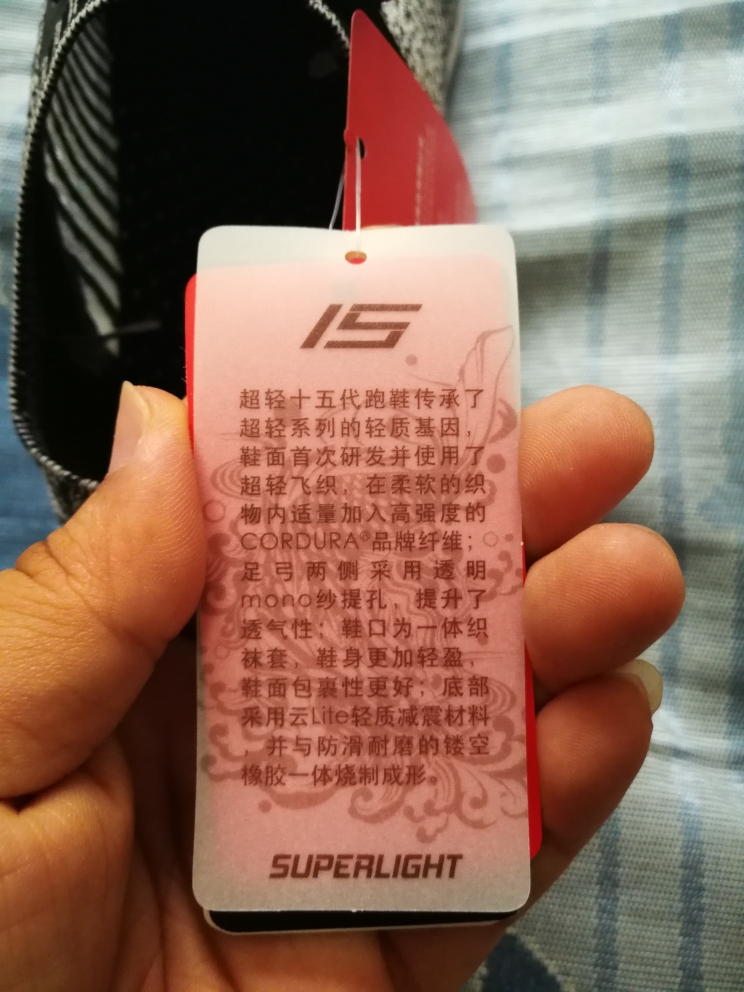 15
超轻十五代跑鞋传承了
超轻系列的轻质基因，
鞋面首次研发并使用了
超轻飞织，在柔软的织
物内适量加入高强度的
CORDURA®品牌纤维；
足弓两侧采用透明
mono纱提孔，提升了
透气性；鞋口为一体织
袜套，鞋身更加轻盈，
鞋面包裹性更好；底部
采用云Lite轻质减震材料
，并与防滑耐磨的镂空
橡胶一体烧制成形。
SUPERLIGHT